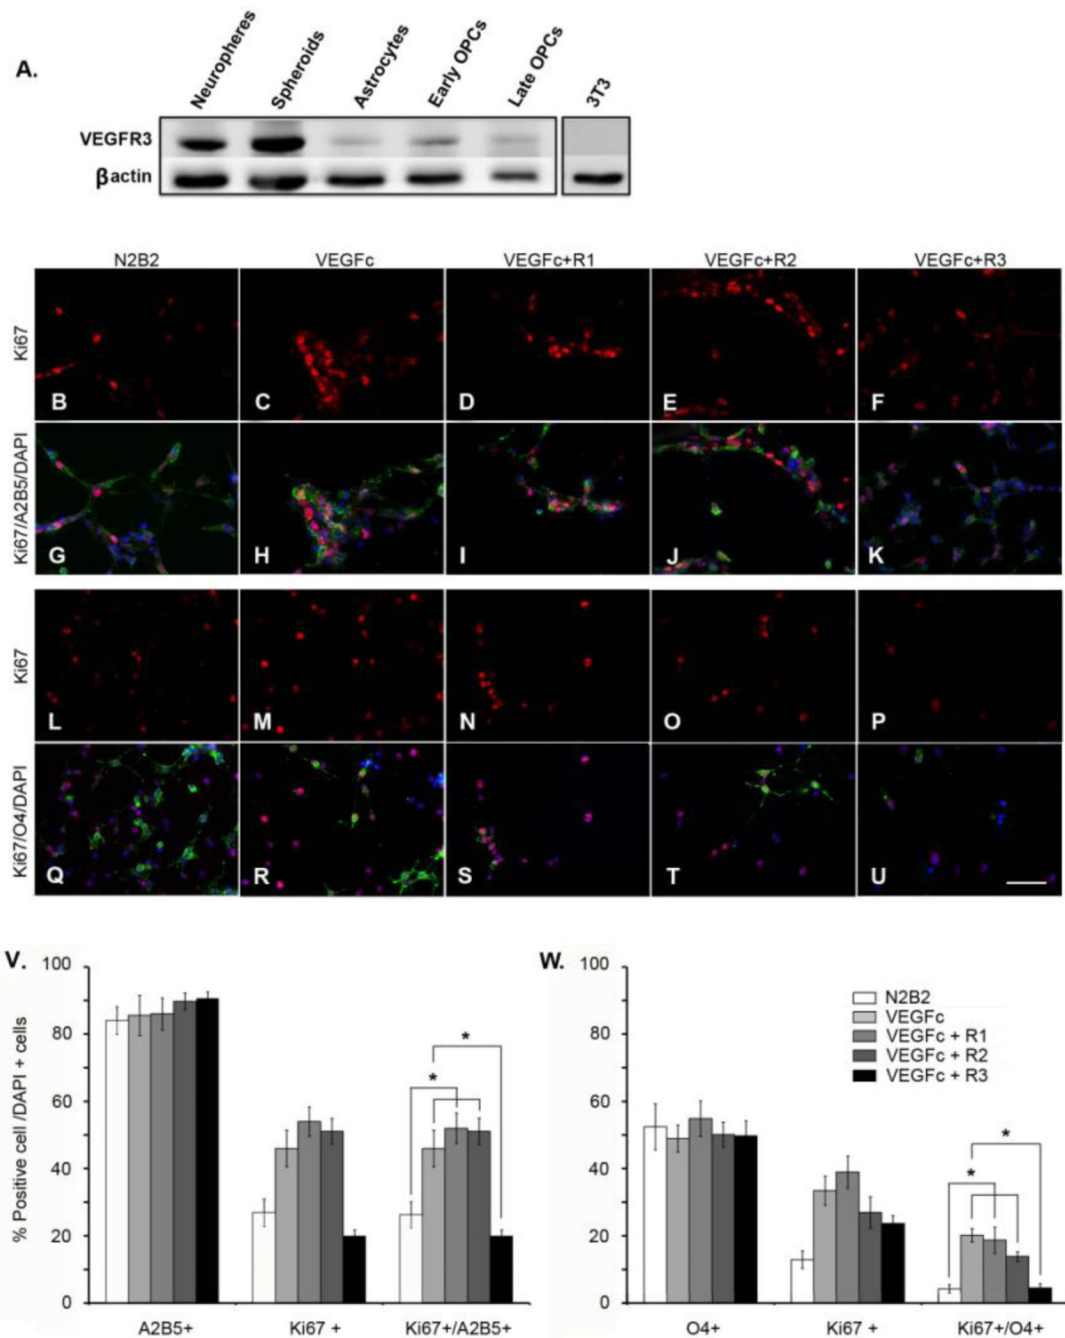 A.
Neuropheres
Spheroids
Astrocytes
Early OPCs
Late OPCs
3T3
VEGFR3
βactin
N2B2 VEGFc VEGFc+R1 VEGFc+R2 VEGFc+R3
Ki67
B C D E F
Ki67/A2B5/DAPI
G H I J K
Ki67
L M N O P
Ki67/O4/DAPI
Q R S T U
V.
% Positive cell /DAPI + cells
100
80
60
40
20
0
* *
A2B5+ Ki67 + Ki67+/A2B5+
W.
100
80
60
40
20
0
N2B2
VEGFc
VEGFc + R1
VEGFc + R2
VEGFc + R3
* *
O4+ Ki67 + Ki67+/O4+